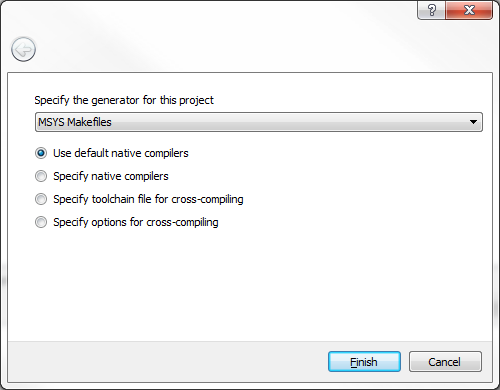 ?
Specify the generator for this project
MSYS Makefiles
Use default native compilers
Specify native compilers
Specify toolchain file for cross-compiling
Specify options for cross-compiling
Finish Cancel